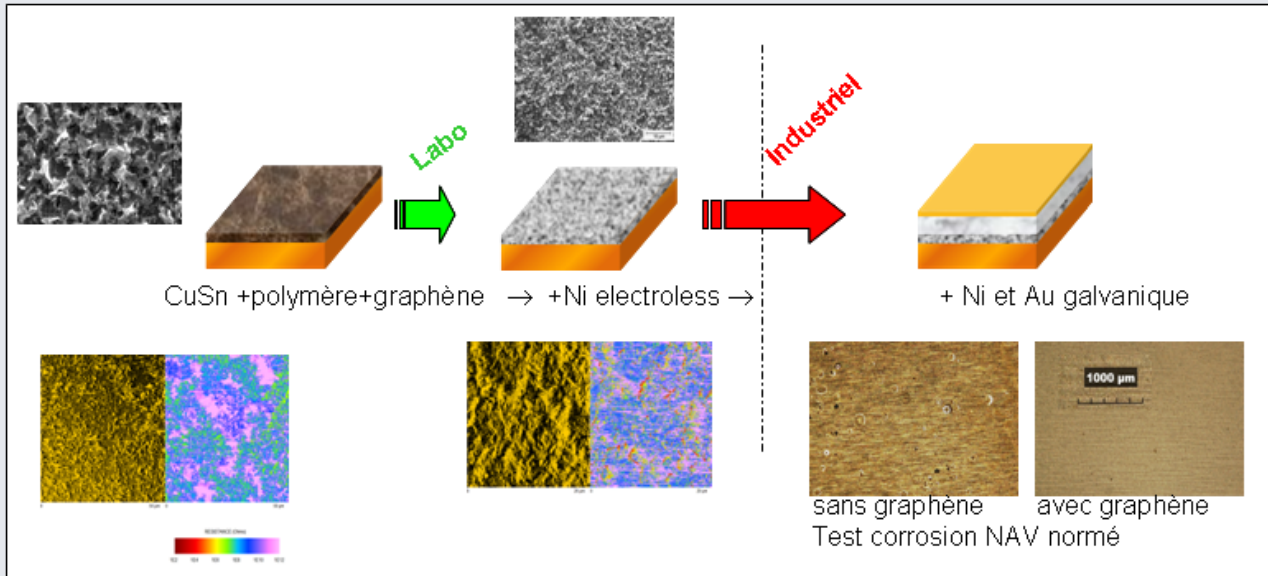 Labo
Industriel
CuSn +polymère+graphène → +Ni electroless →
+ Ni et Au galvanique
1000 µm
sans graphène
avec graphène
Test corrosion NAV normé